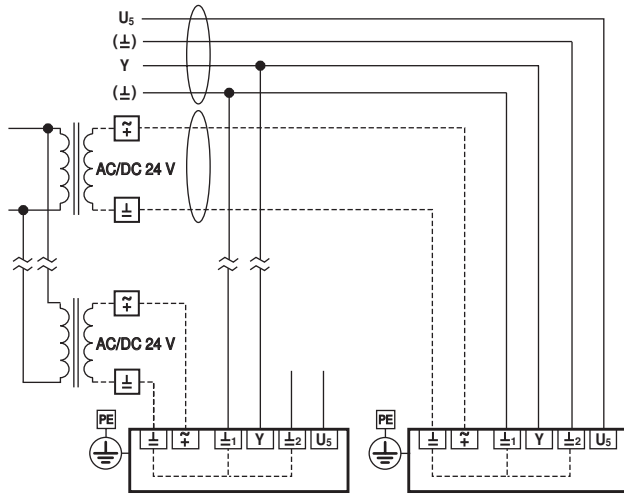 U5
(⊥)
Y
(⊥)
≂ +
AC/DC 24 V
⊥
≂ +
AC/DC 24 V
⊥
PE
⊥ ≂ + ⊥1 Y ⊥2 U5
PE
⊥ ≂ + ⊥1 Y ⊥2 U5